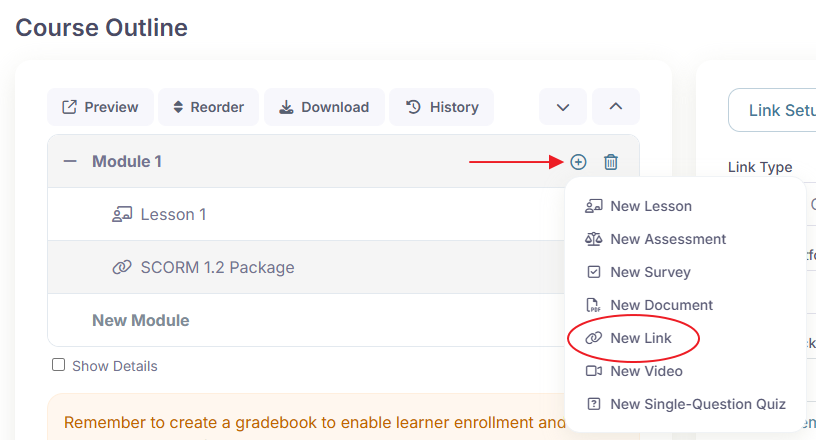 Course Outline
Preview Reorder Download History
Link Setu
Module 1
Link Type
Lesson 1
New Lesson
New Assessment
SCORM 1.2 Package
New Survey
New Document
New Module
New Link
Show Details
New Video
New Single-Question Quiz
Remember to create a gradebook to enable learner enrollment and